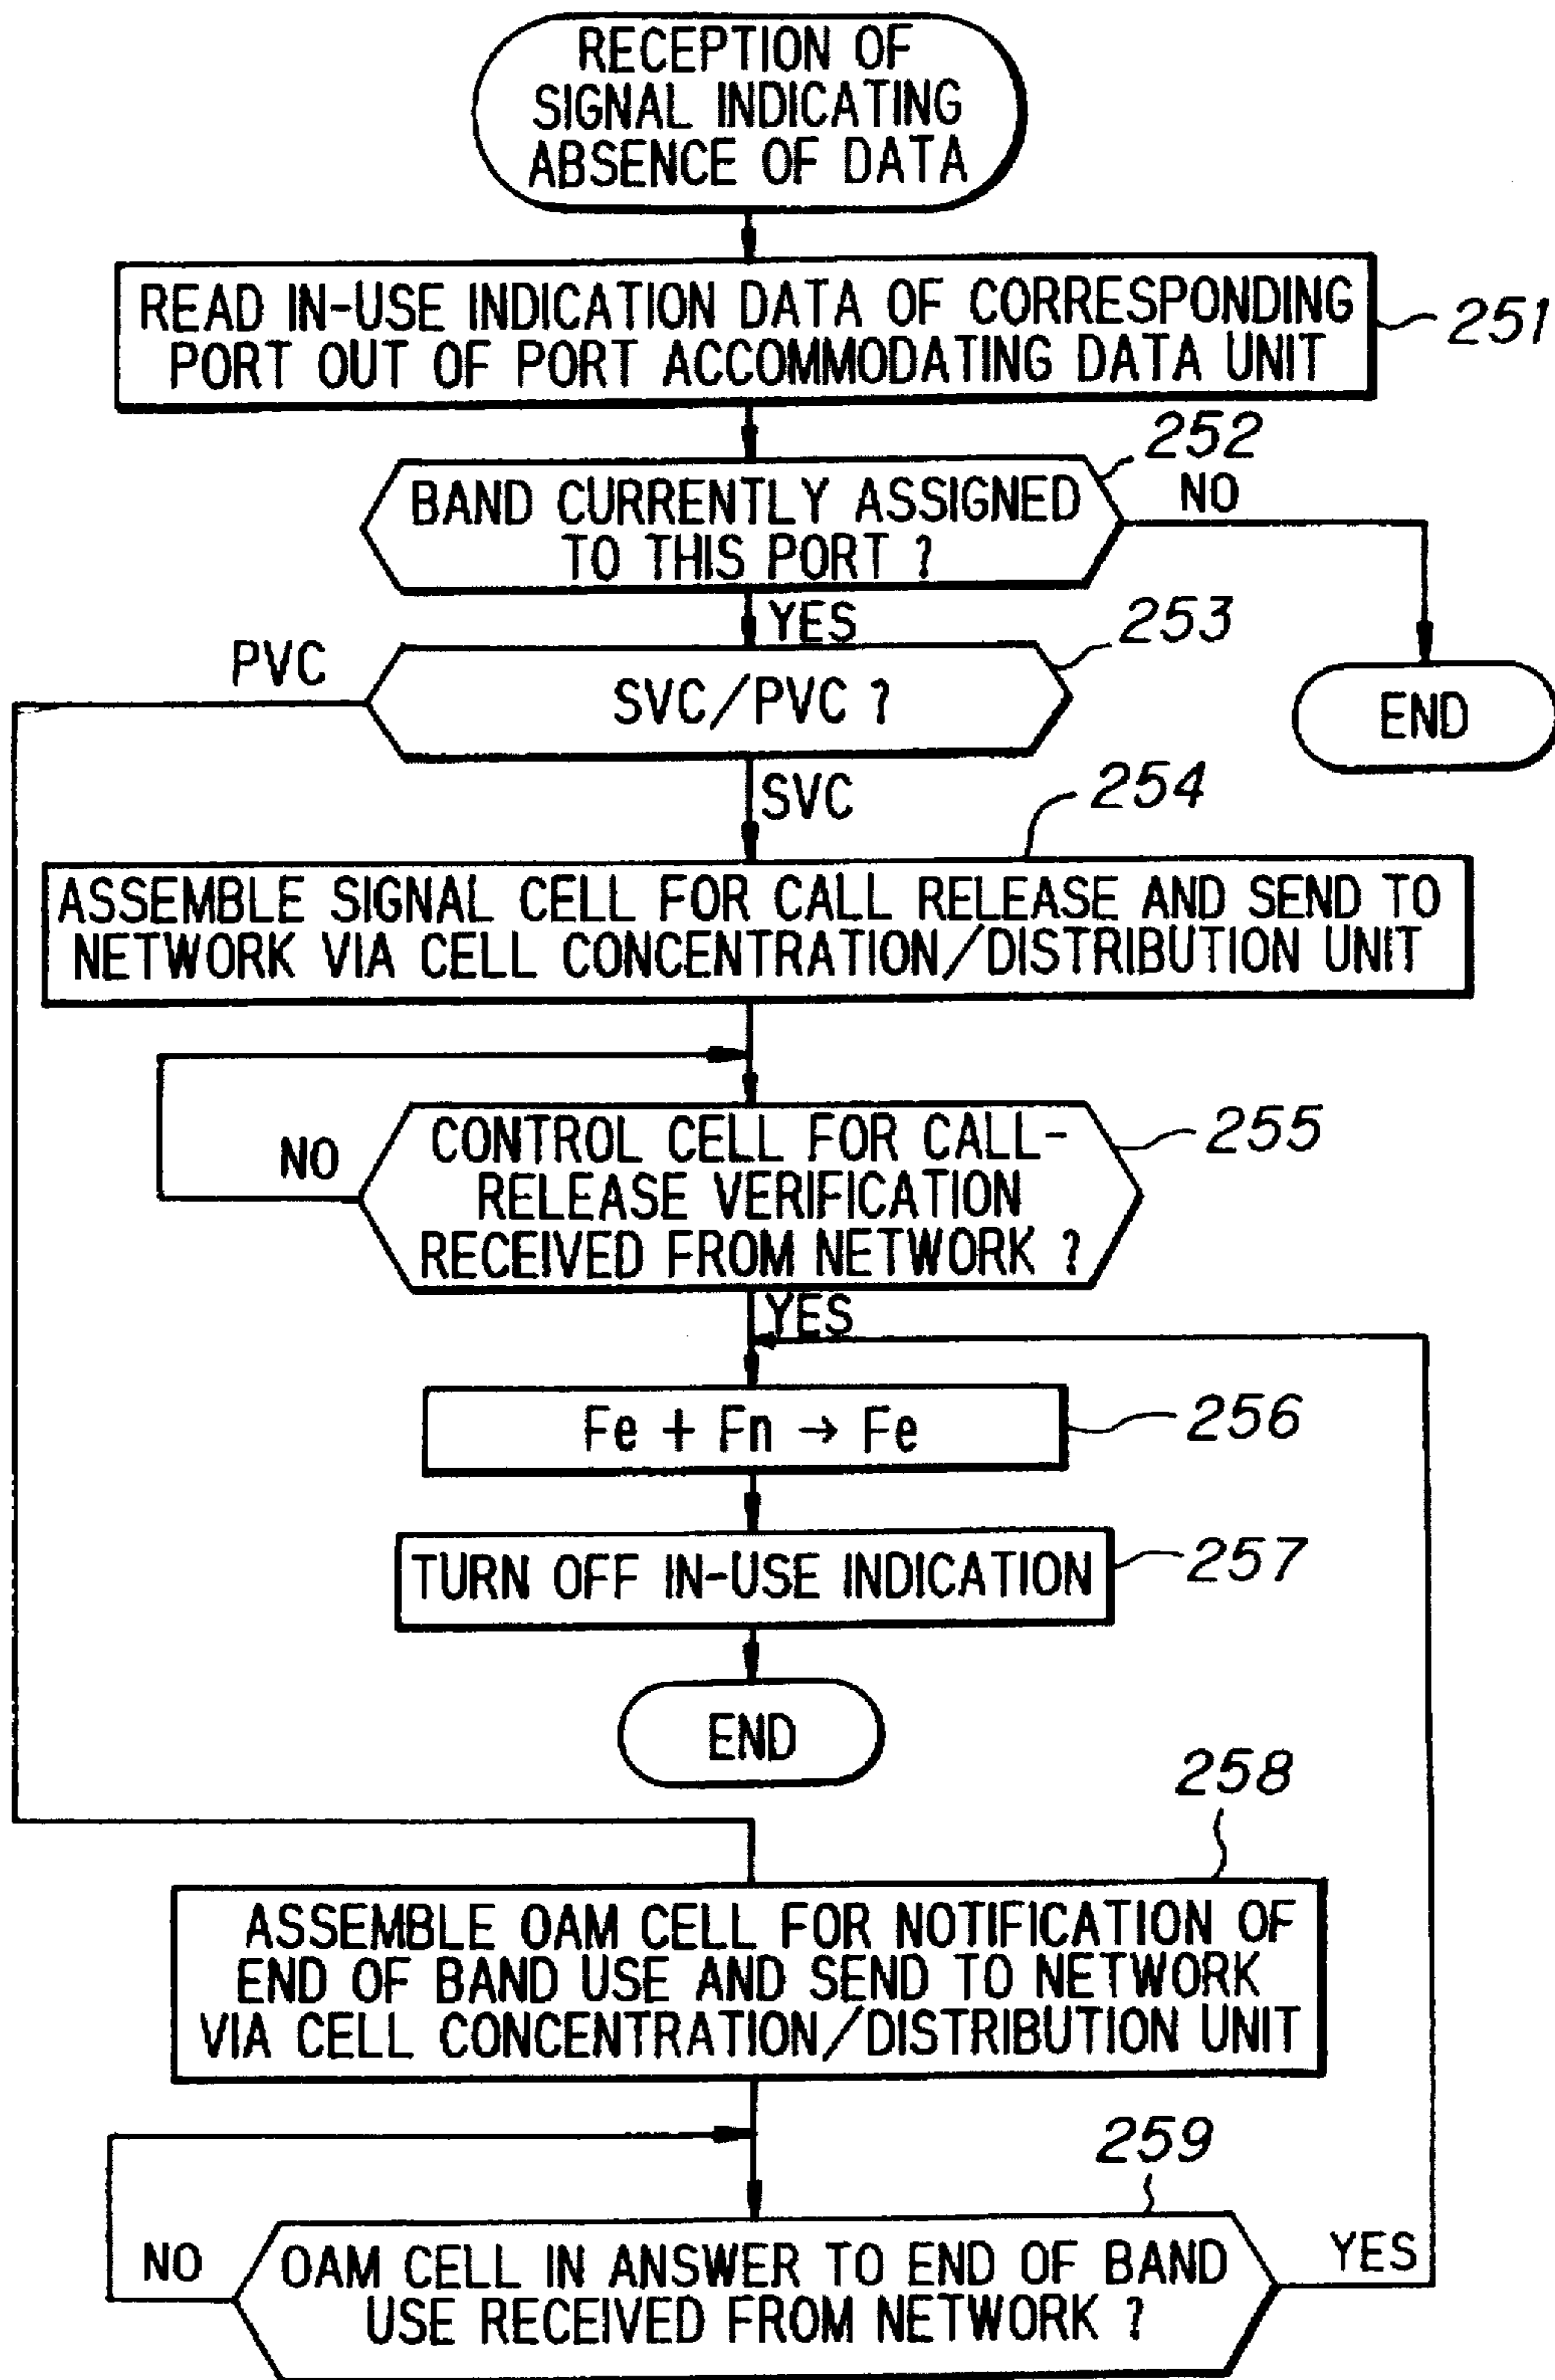 RECEPTION OF
SIGNAL INDICATING
ABSENCE OF DATA
READ IN-USE INDICATION DATA OF CORRESPONDING
PORT OUT OF PORT ACCOMMODATING DATA UNIT
251
252
BAND CURRENTLY ASSIGNED
TO THIS PORT ?
NO
YES
253
PVC
SVC/PVC ?
END
SVC
254
ASSEMBLE SIGNAL CELL FOR CALL RELEASE AND SEND TO
NETWORK VIA CELL CONCENTRATION/DISTRIBUTION UNIT
NO
CONTROL CELL FOR CALL-
RELEASE VERIFICATION
RECEIVED FROM NETWORK ?
255
YES
Fe + Fn → Fe
256
TURN OFF IN-USE INDICATION
257
END
258
ASSEMBLE OAM CELL FOR NOTIFICATION OF
END OF BAND USE AND SEND TO NETWORK
VIA CELL CONCENTRATION/DISTRIBUTION UNIT
259
NO
OAM CELL IN ANSWER TO END OF BAND
USE RECEIVED FROM NETWORK ?
YES